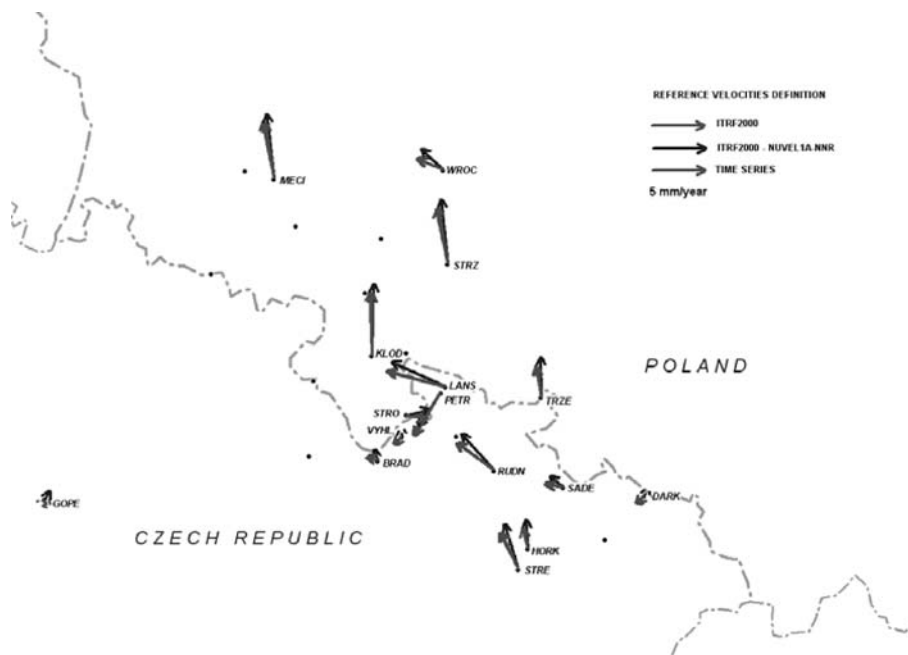 REFERENCE VELOCITIES DEFINITION
ITRF2000
ITRF2000 - NUVEL1A-NNR
TIME SERIES
5 mm/year
MECI
WROC
STRZ
KLOD
POLAND
LANS
PETR
TRZE
STRO
VYHL
BRAD
RUDN
SADE
DARK
GOPE
CZECH REPUBLIC
HORK
STRE